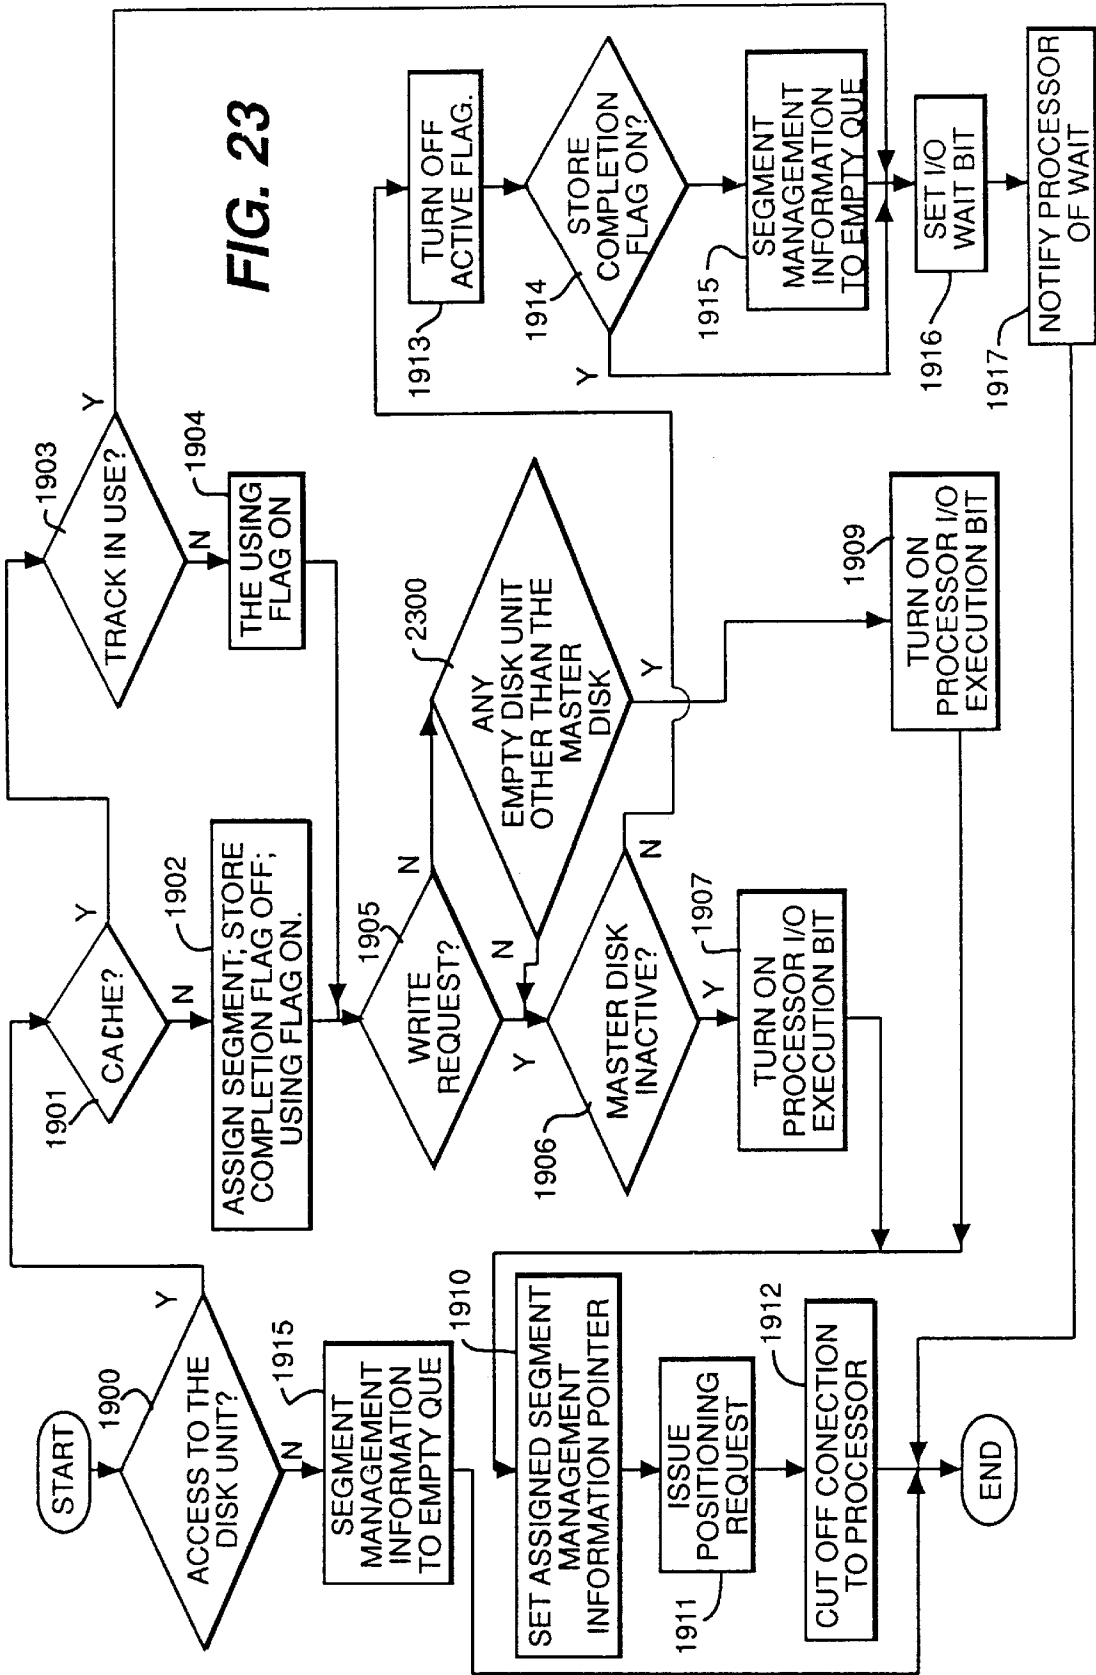 START
1900
ACCESS TO THE
DISK UNIT?
Y
N
1915
SEGMENT
MANAGEMENT
INFORMATION
TO EMPTY QUE
1910
SET ASSIGNED SEGMENT
MANAGEMENT
INFORMATION POINTER
ISSUE
POSITIONING
REQUEST
1911
1912
CUT OFF CONECTION
TO PROCESSOR
END
1901
CACHE?
Y
N
1902
ASSIGN SEGMENT; STORE
COMPLETION FLAG OFF;
USING FLAG ON.
1905
WRITE
REQUEST?
N
Y
1906
MASTER DISK
INACTIVE?
N
Y
1907
TURN ON
PROCESSOR I/O
EXECUTION BIT
1903
TRACK IN USE?
Y
N
1904
THE USING
FLAG ON
2300
ANY
EMPTY DISK UNIT
OTHER THAN THE
MASTER
DISK
N
Y
1909
TURN ON
PROCESSOR I/O
EXECUTION BIT
FIG. 23
TURN OFF
ACTIVE FLAG.
1913
STORE
COMPLETION
FLAG ON?
1914
Y
1915
SEGMENT
MANAGEMENT
INFORMATION
TO EMPTY QUE
SET I/O
WAIT BIT
1916
NOTIFY PROCESSOR
OF WAIT
1917